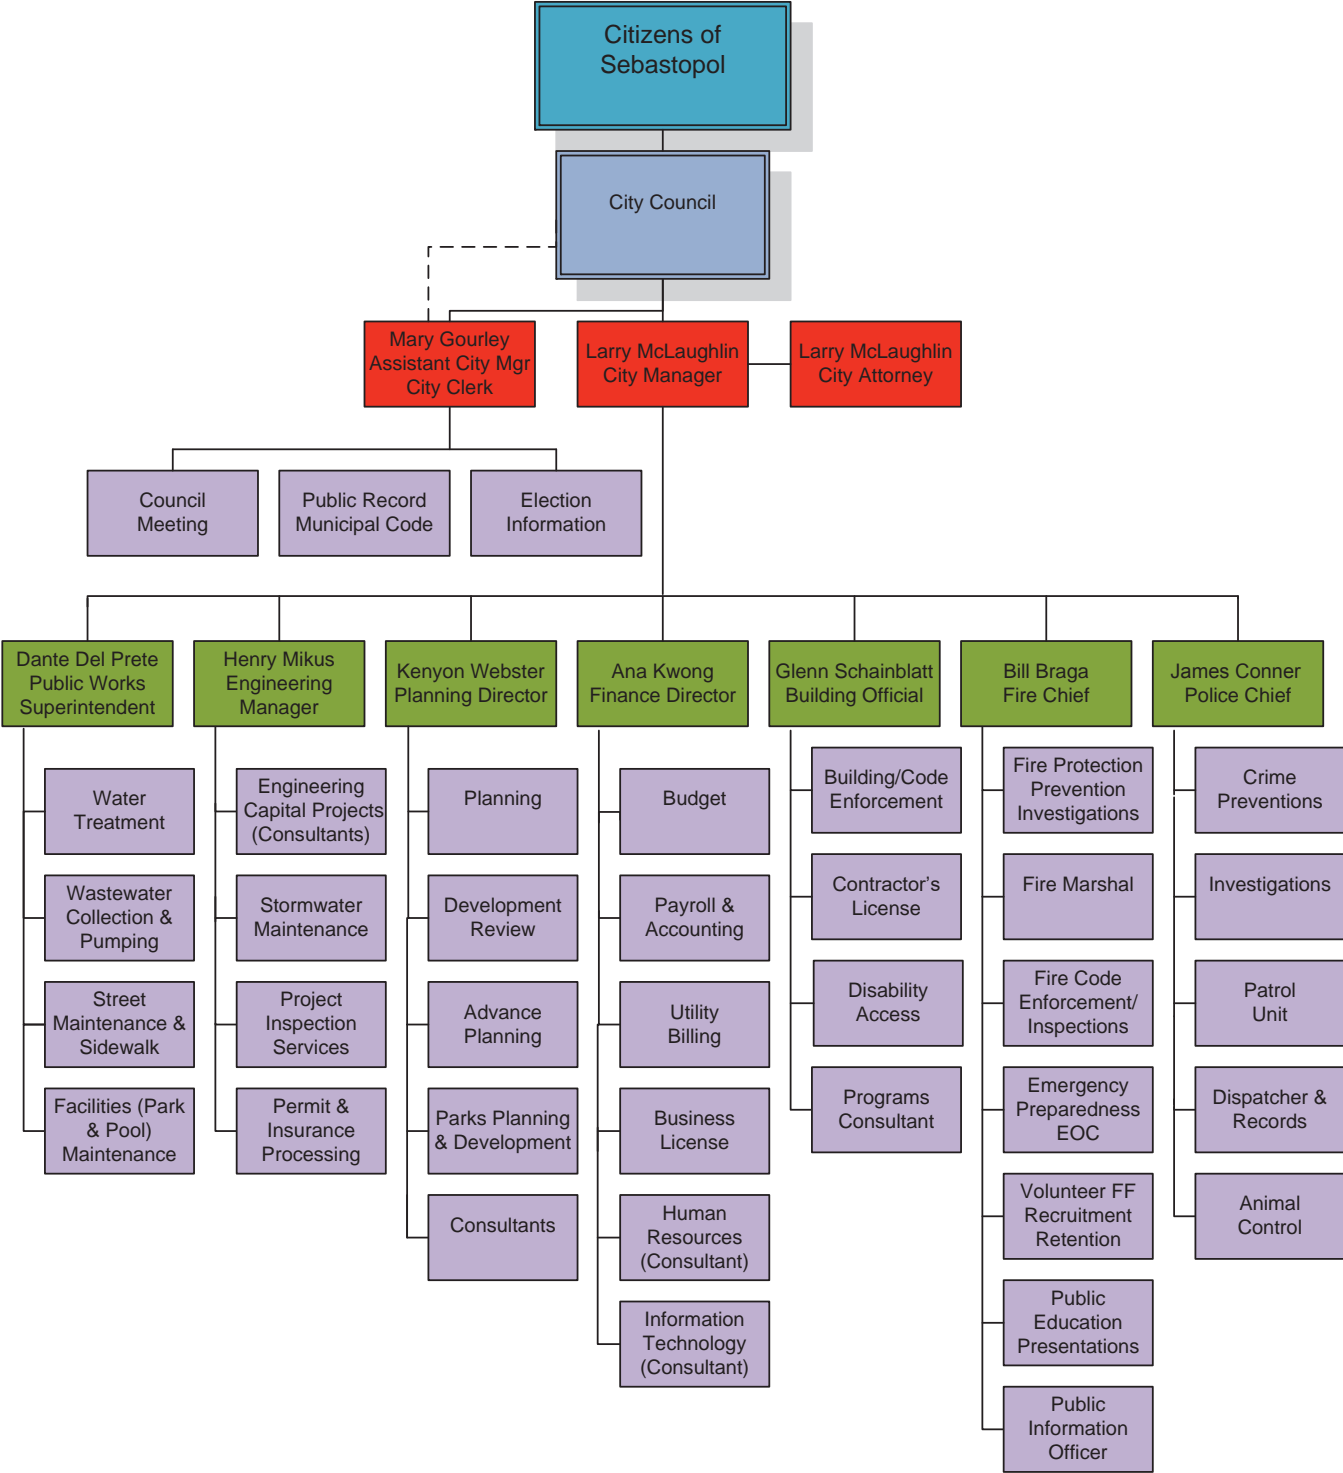 Citizens of
Sebastopol
City Council
Mary Gourley
Assistant City Mgr
City Clerk
Larry McLaughlin
City Manager
Larry McLaughlin
City Attorney
Council
Meeting
Public Record
Municipal Code
Election
Information
Dante Del Prete
Public Works
Superintendent
Henry Mikus
Engineering
Manager
Kenyon Webster
Planning Director
Ana Kwong
Finance Director
Glenn Schainblatt
Building Official
Bill Braga
Fire Chief
James Conner
Police Chief
Water
Treatment
Wastewater
Collection &
Pumping
Street
Maintenance &
Sidewalk
Facilities (Park
& Pool)
Maintenance
Engineering
Capital Projects
(Consultants)
Stormwater
Maintenance
Project
Inspection
Services
Permit &
Insurance
Processing
Planning
Development
Review
Advance
Planning
Parks Planning
& Development
Consultants
Budget
Payroll &
Accounting
Utility
Billing
Business
License
Human
Resources
(Consultant)
Information
Technology
(Consultant)
Building/Code
Enforcement
Contractor's
License
Disability
Access
Programs
Consultant
Fire Protection
Prevention
Investigations
Fire Marshal
Fire Code
Enforcement/
Inspections
Emergency
Preparedness
EOC
Volunteer FF
Recruitment
Retention
Public
Education
Presentations
Public
Information
Officer
Crime
Preventions
Investigations
Patrol
Unit
Dispatcher &
Records
Animal
Control